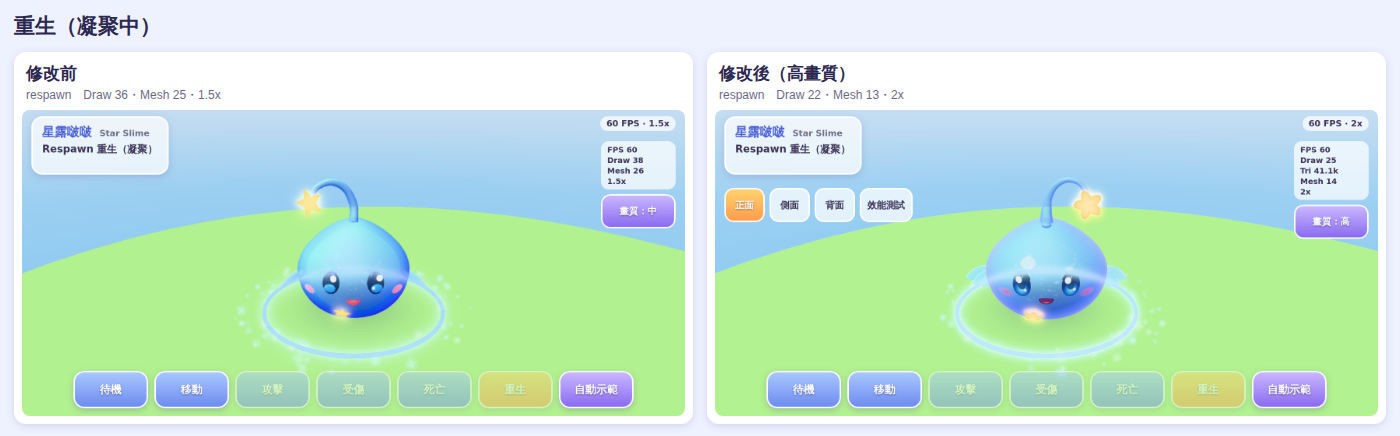 重生（凝聚中）
修改前
respawn Draw 36・Mesh 25・1.5x
星露啵啵 Star Slime
Respawn 重生（凝聚）
60 FPS · 1.5x
FPS 60
Draw 38
Mesh 26
1.5x
畫質：中
待機 移動 攻擊 受傷 死亡 重生 自動示範
修改後（高畫質）
respawn Draw 22・Mesh 13・2x
星露啵啵 Star Slime
Respawn 重生（凝聚）
60 FPS · 2x
FPS 60
Draw 25
Tri 41.1k
Mesh 14
2x
正面 側面 背面 效能測試
畫質：高
待機 移動 攻擊 受傷 死亡 重生 自動示範